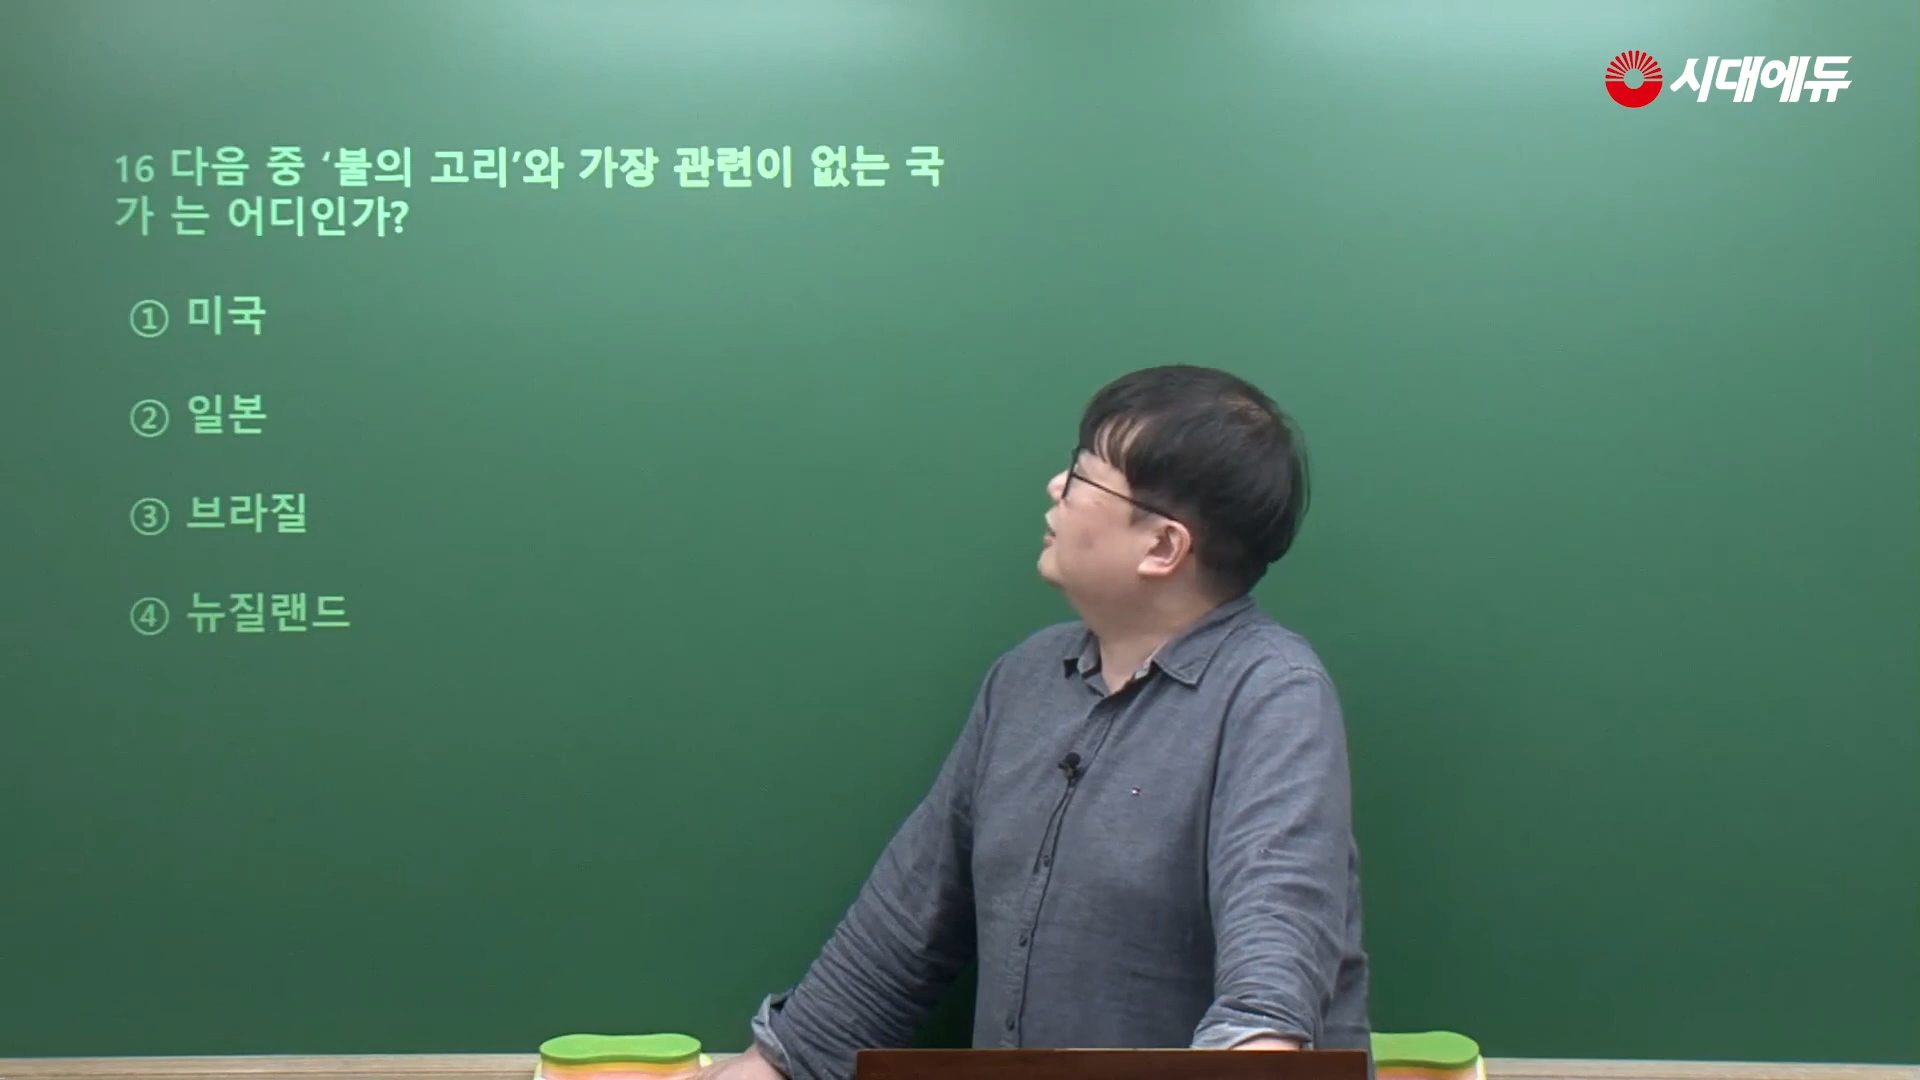 시대에듀
16 다음 중 ‘불의 고리’와 가장 관련이 없는 국
가 는 어디인가?
① 미국
② 일본
③ 브라질
④ 뉴질랜드